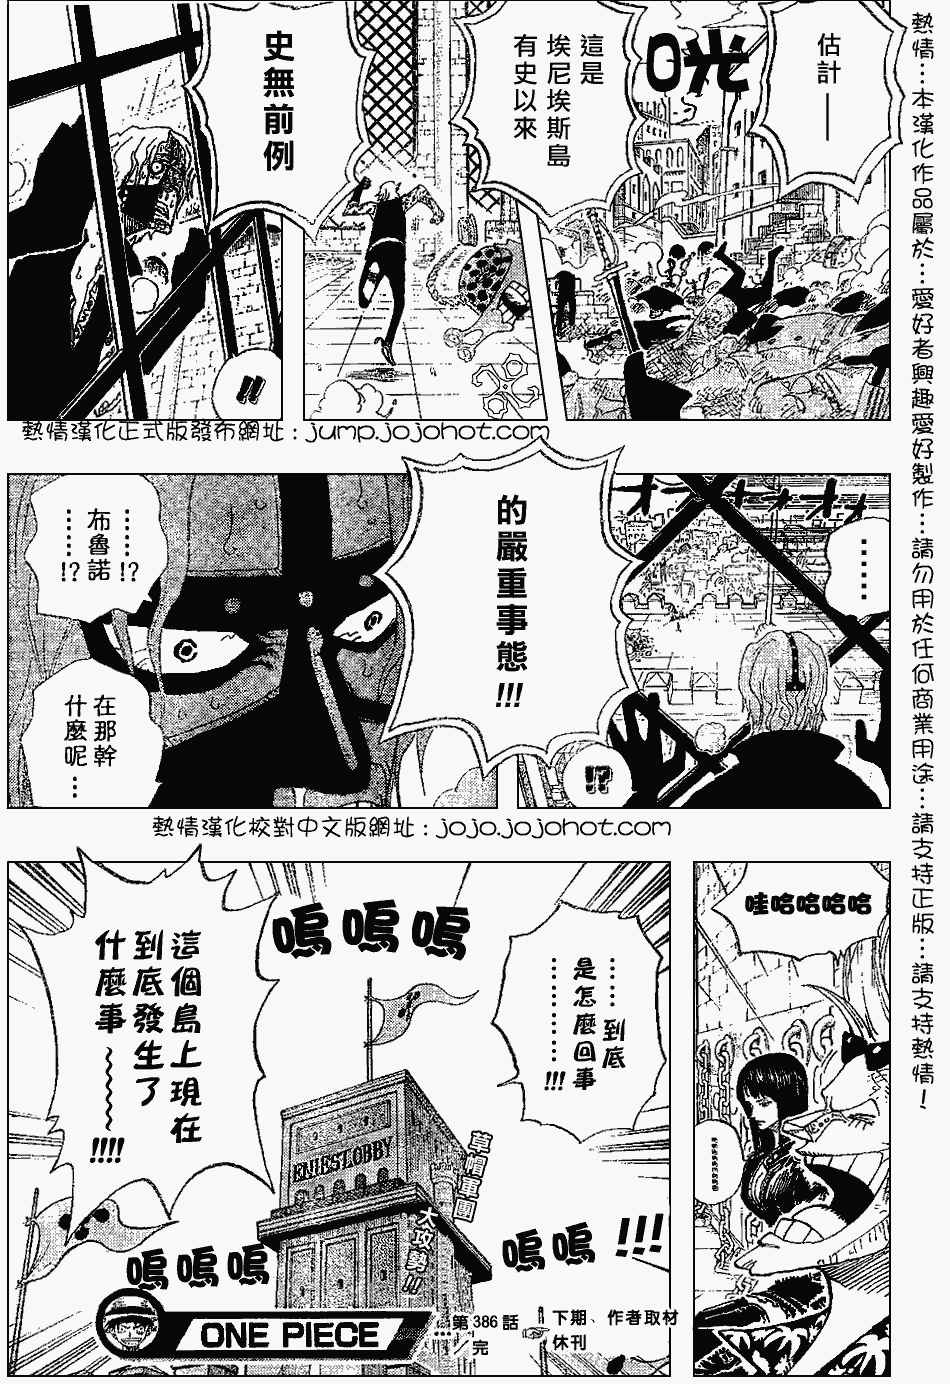 估計——
咣
這是
埃尼埃斯島
有史以來
史無前例
!!
熱情漢化正式版發布網址:jump.jojohot.com
……
オオオオオ
的嚴重事態!!!
!?
……!?
布魯諾
……!?
在那幹
什麼呢…
熱情漢化校對中文版網址:jojo.jojohot.com
哇哈哈哈哈
……到底
是怎麼回事
………!!!
嗚嗚嗚
這個島上現在
到底發生了
什麼事~~~!!!!
ENIES LOBBY
草帽軍團
大攻勢!!
嗚嗚嗚
嗚嗚!!!
ONE PIECE
…第386話/完
下期、作者取材
休刊
熱情…本漢化作品屬於…愛好者興趣愛好製作…請勿用於任何商業用途…請支持正版…請支持熱情!